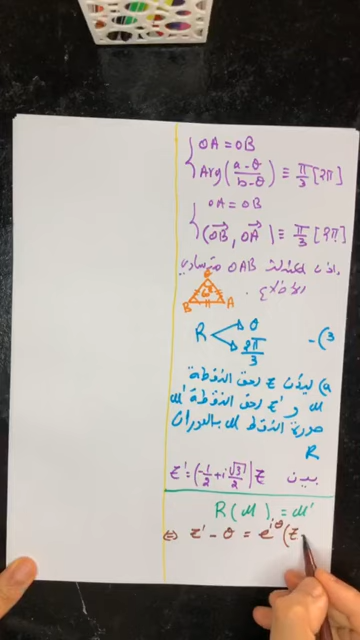 OA = OB
Arg(a-0/b-0) ≡ π/3 [2π]
OA = OB
(OB, OA) ≡ π/3 [2π]
إذن المثلث OAB متساوي
الأضلاع.
O
B A
3)- R → O
2π/3
a) ليكن z لحق النقطة
M و z' لحق النقطة M'
صورة النقط M بالدوران
R
بين z' = (-1/2 + i√3/2) z
R(M) = M'
⇔ z' - 0 = e^iθ (z